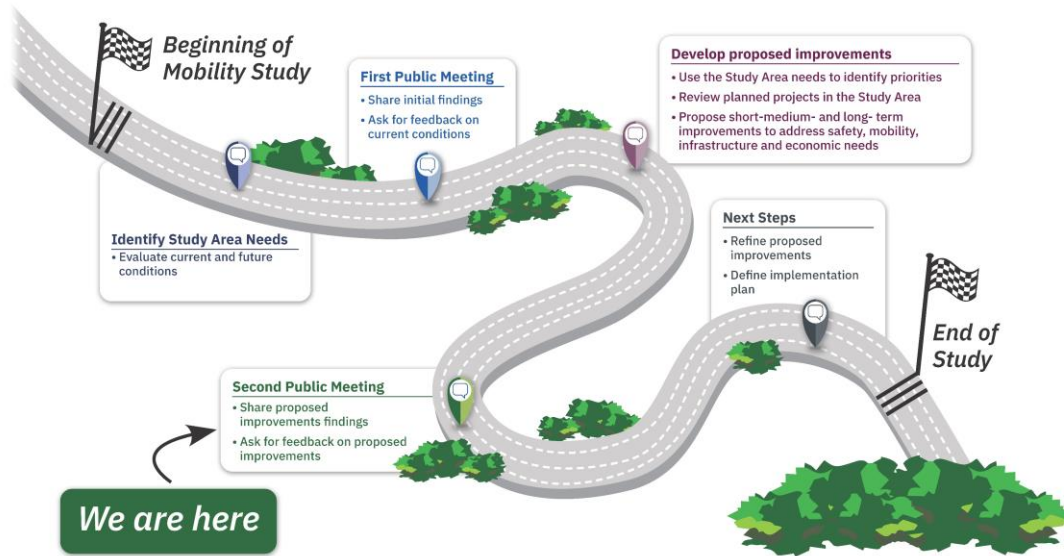 Beginning of
Mobility Study
Identify Study Area Needs
• Evaluate current and future
conditions
First Public Meeting
• Share initial findings
• Ask for feedback on
current conditions
Develop proposed improvements
• Use the Study Area needs to identify priorities
• Review planned projects in the Study Area
• Propose short-medium- and long- term
improvements to address safety, mobility,
infrastructure and economic needs
Second Public Meeting
• Share proposed
improvements findings
• Ask for feedback on proposed
improvements
We are here
Next Steps
• Refine proposed
improvements
• Define implementation
plan
End of
Study